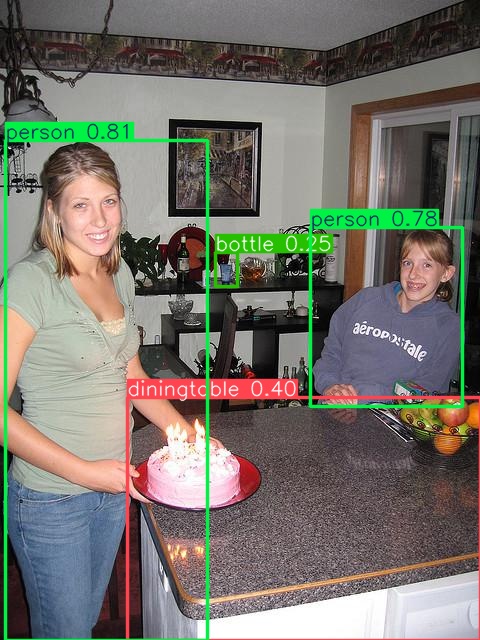 person 0.81
person 0.78
bottle 0.25
aéropostale
diningtable 0.40